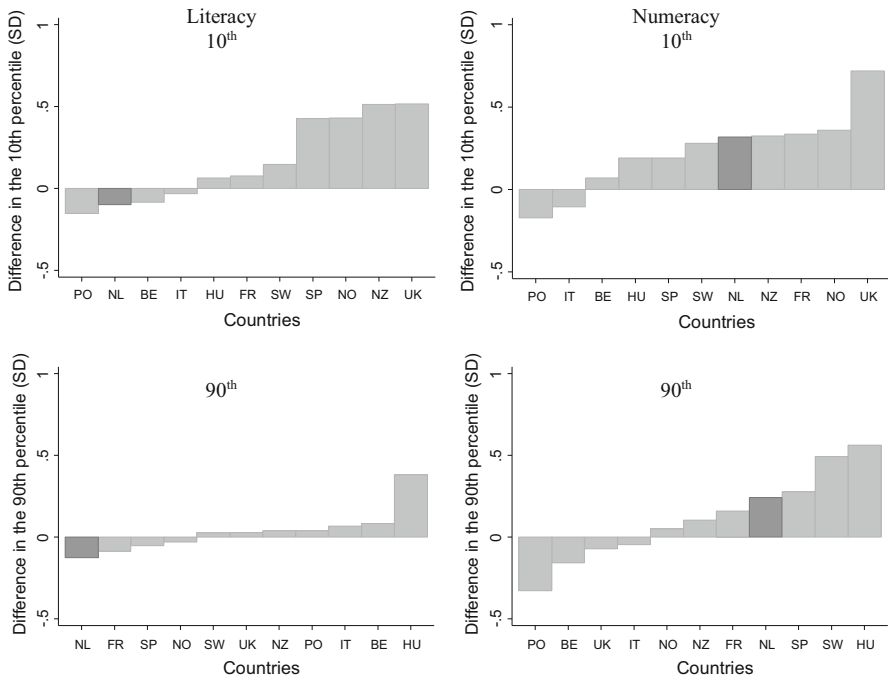 Literacy
10th
Difference in the 10th percentile (SD)
1
.5
0
-.5
PO NL BE IT HU FR SW SP NO NZ UK
Countries
Numeracy
10th
Difference in the 10th percentile (SD)
1
.5
0
-.5
PO IT BE HU SP SW NL NZ FR NO UK
Countries
90th
Difference in the 90th percentile (SD)
1
.5
0
-.5
NL FR SP NO SW UK NZ PO IT BE HU
Countries
90th
Difference in the 90th percentile (SD)
1
.5
0
-.5
PO BE UK IT NO NZ FR NL SP SW HU
Countries